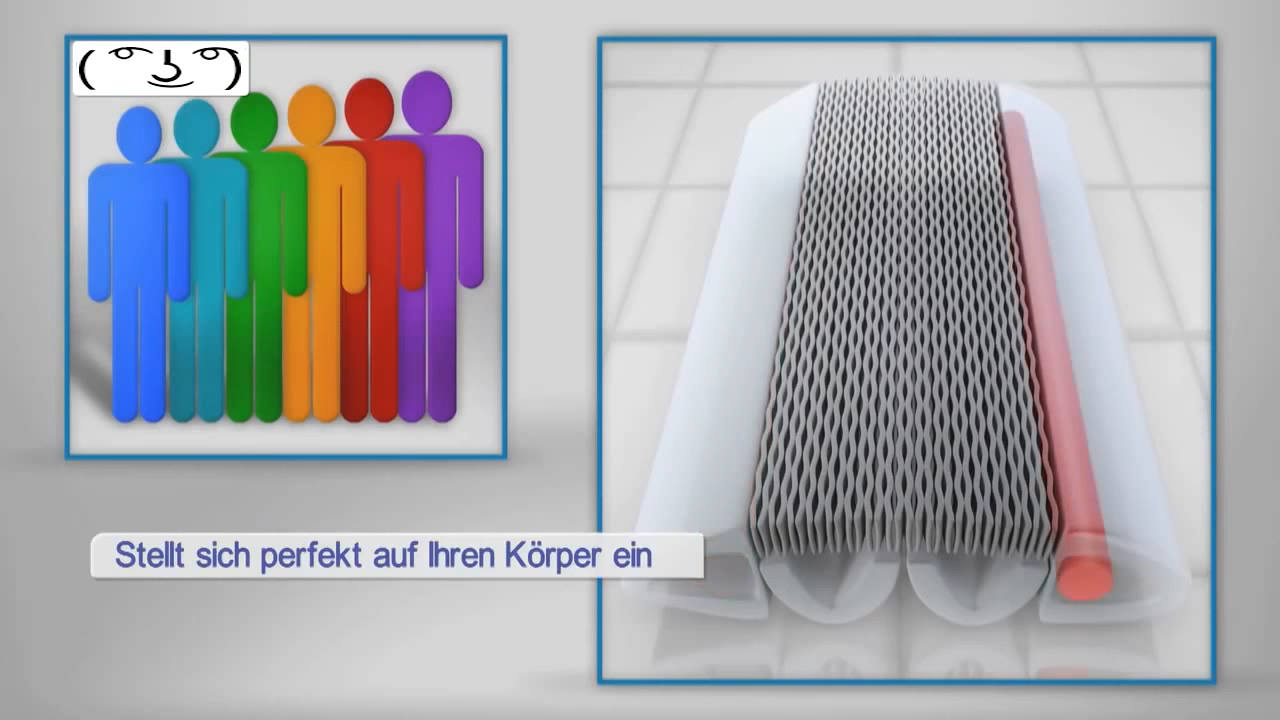 ( ͡° ͜ʖ ͡°)
Stellt sich perfekt auf Ihren Körper ein